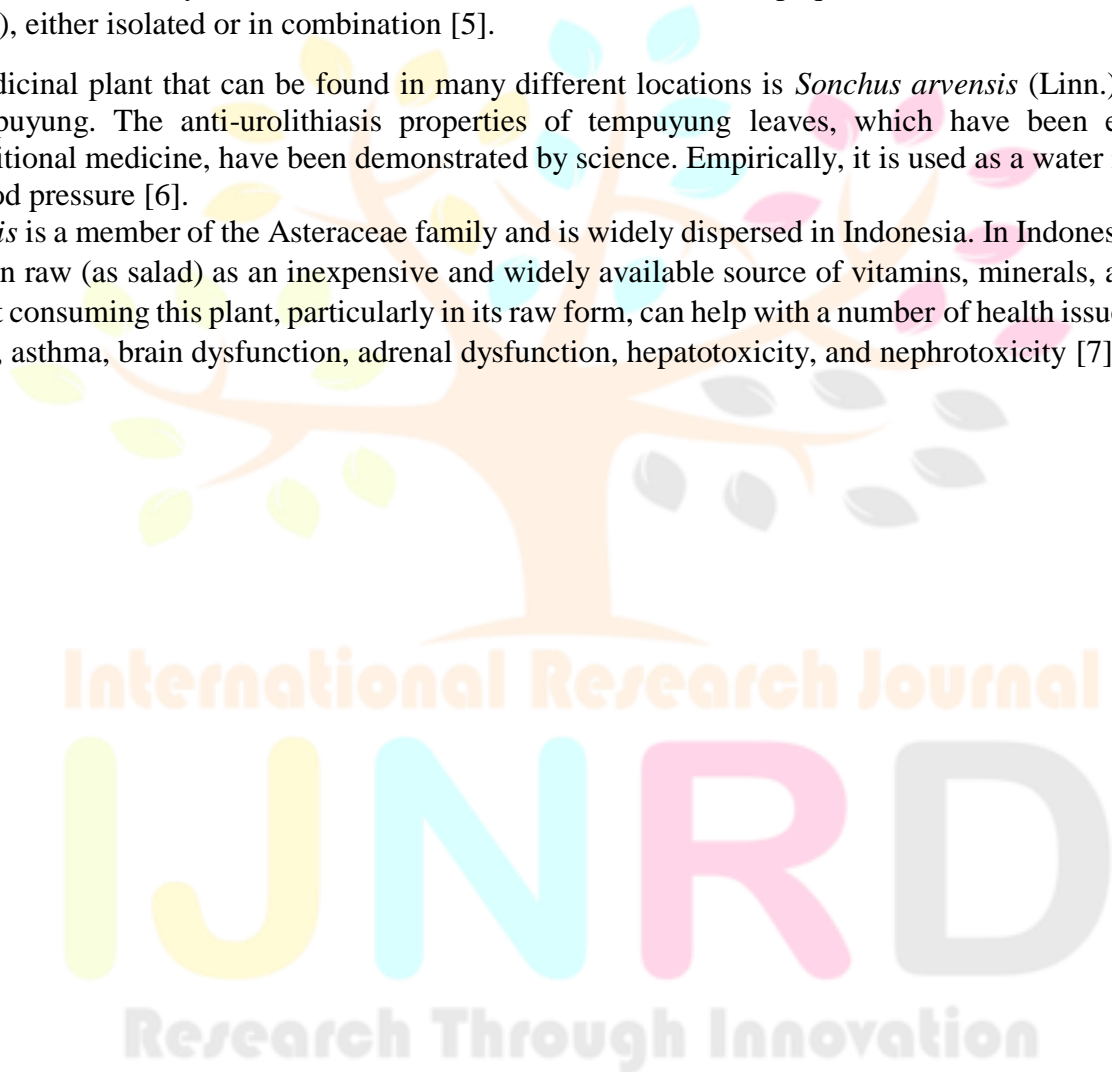 ), either isolated or in combination [5].
dicinal plant that can be found in many different locations is Sonchus arvensis (Linn.)
puyung. The anti-urolithiasis properties of tempuyung leaves, which have been e
itional medicine, have been demonstrated by science. Empirically, it is used as a water
od pressure [6].
is is a member of the Asteraceae family and is widely dispersed in Indonesia. In Indones
n raw (as salad) as an inexpensive and widely available source of vitamins, minerals, a
t consuming this plant, particularly in its raw form, can help with a number of health issue
, asthma, brain dysfunction, adrenal dysfunction, hepatotoxicity, and nephrotoxicity [7]
International Research Journal
IJNRD
Research Through Innovation